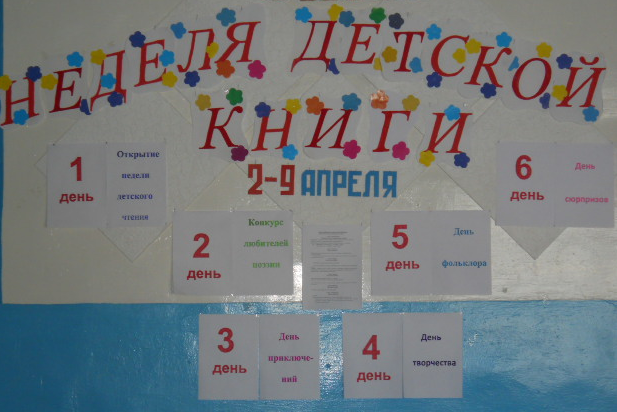 НЕДЕЛЯ ДЕТСКОЙ
КНИГИ
2-9 АПРЕЛЯ
1
день
Открытие
недели
детского
чтения
2
день
Конкурс
любителей
поэзии
3
день
День
приключе-
ний
4
день
День
творчества
5
день
День
фольклора
6
день
День
сюрпризов